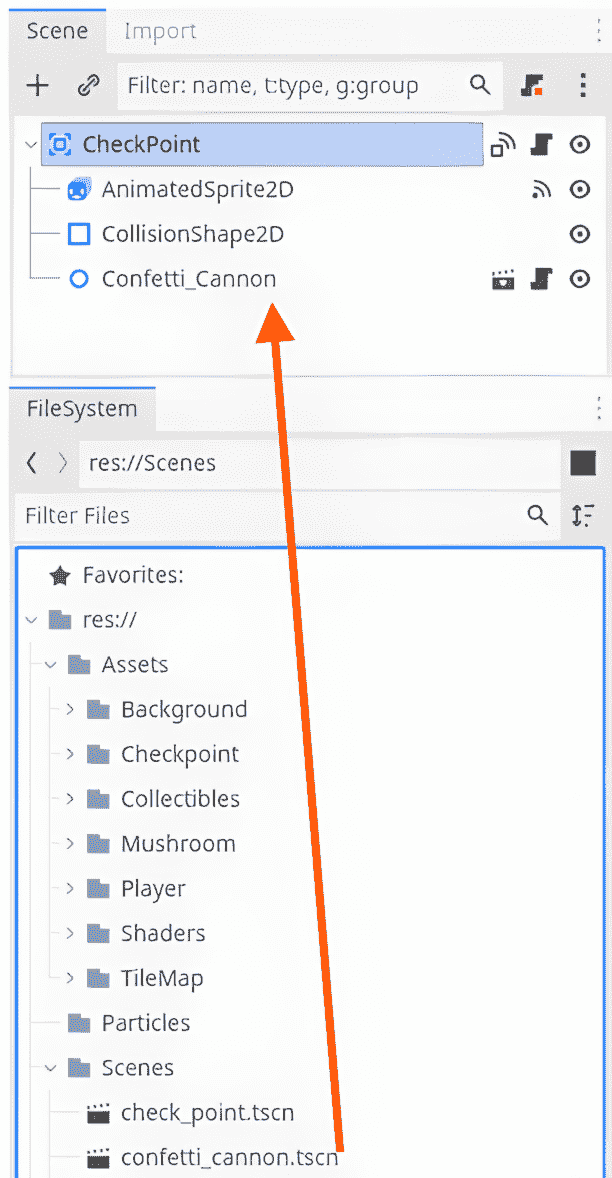 Scene Import
Filter: name, t:type, g:group
CheckPoint
AnimatedSprite2D
CollisionShape2D
Confetti_Cannon
FileSystem
res://Scenes
Filter Files
Favorites:
res://
Assets
Background
Checkpoint
Collectibles
Mushroom
Player
Shaders
TileMap
Particles
Scenes
check_point.tscn
confetti_cannon.tscn